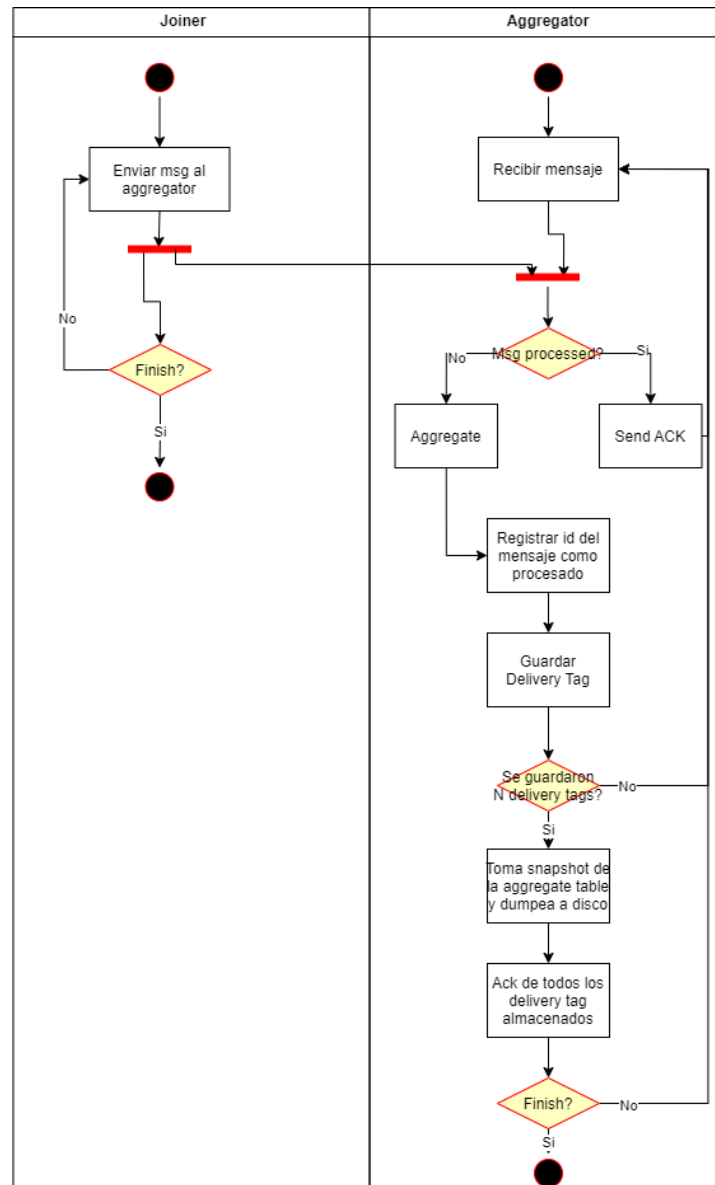 Joiner
Aggregator
Enviar msg al
aggregator
Recibir mensaje
No
Finish?
Si
Msg processed?
No
Si
Aggregate
Send ACK
Registrar id del
mensaje como
procesado
Guardar
Delivery Tag
Se guardaron
N delivery tags?
No
Si
Toma snapshot de
la aggregate table
y dumpea a disco
Ack de todos los
delivery tag
almacenados
Finish?
No
Si